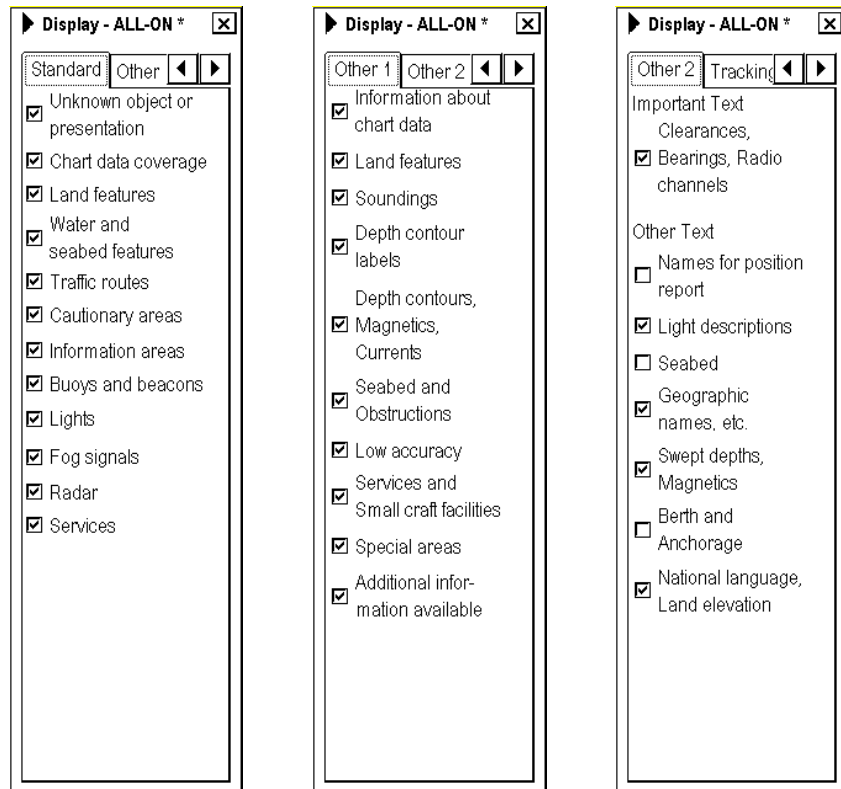 Display - ALL-ON *
Standard
Other
Unknown object or
presentation
Chart data coverage
Land features
Water and
seabed features
Traffic routes
Cautionary areas
Information areas
Buoys and beacons
Lights
Fog signals
Radar
Services
Display - ALL-ON *
Other 1
Other 2
Information about
chart data
Land features
Soundings
Depth contour
labels
Depth contours,
Magnetics,
Currents
Seabed and
Obstructions
Low accuracy
Services and
Small craft facilities
Special areas
Additional infor-
mation available
Display - ALL-ON *
Other 2
Tracking
Important Text
Clearances,
Bearings, Radio
channels
Other Text
Names for position
report
Light descriptions
Seabed
Geographic
names, etc.
Swept depths,
Magnetics
Berth and
Anchorage
National language,
Land elevation